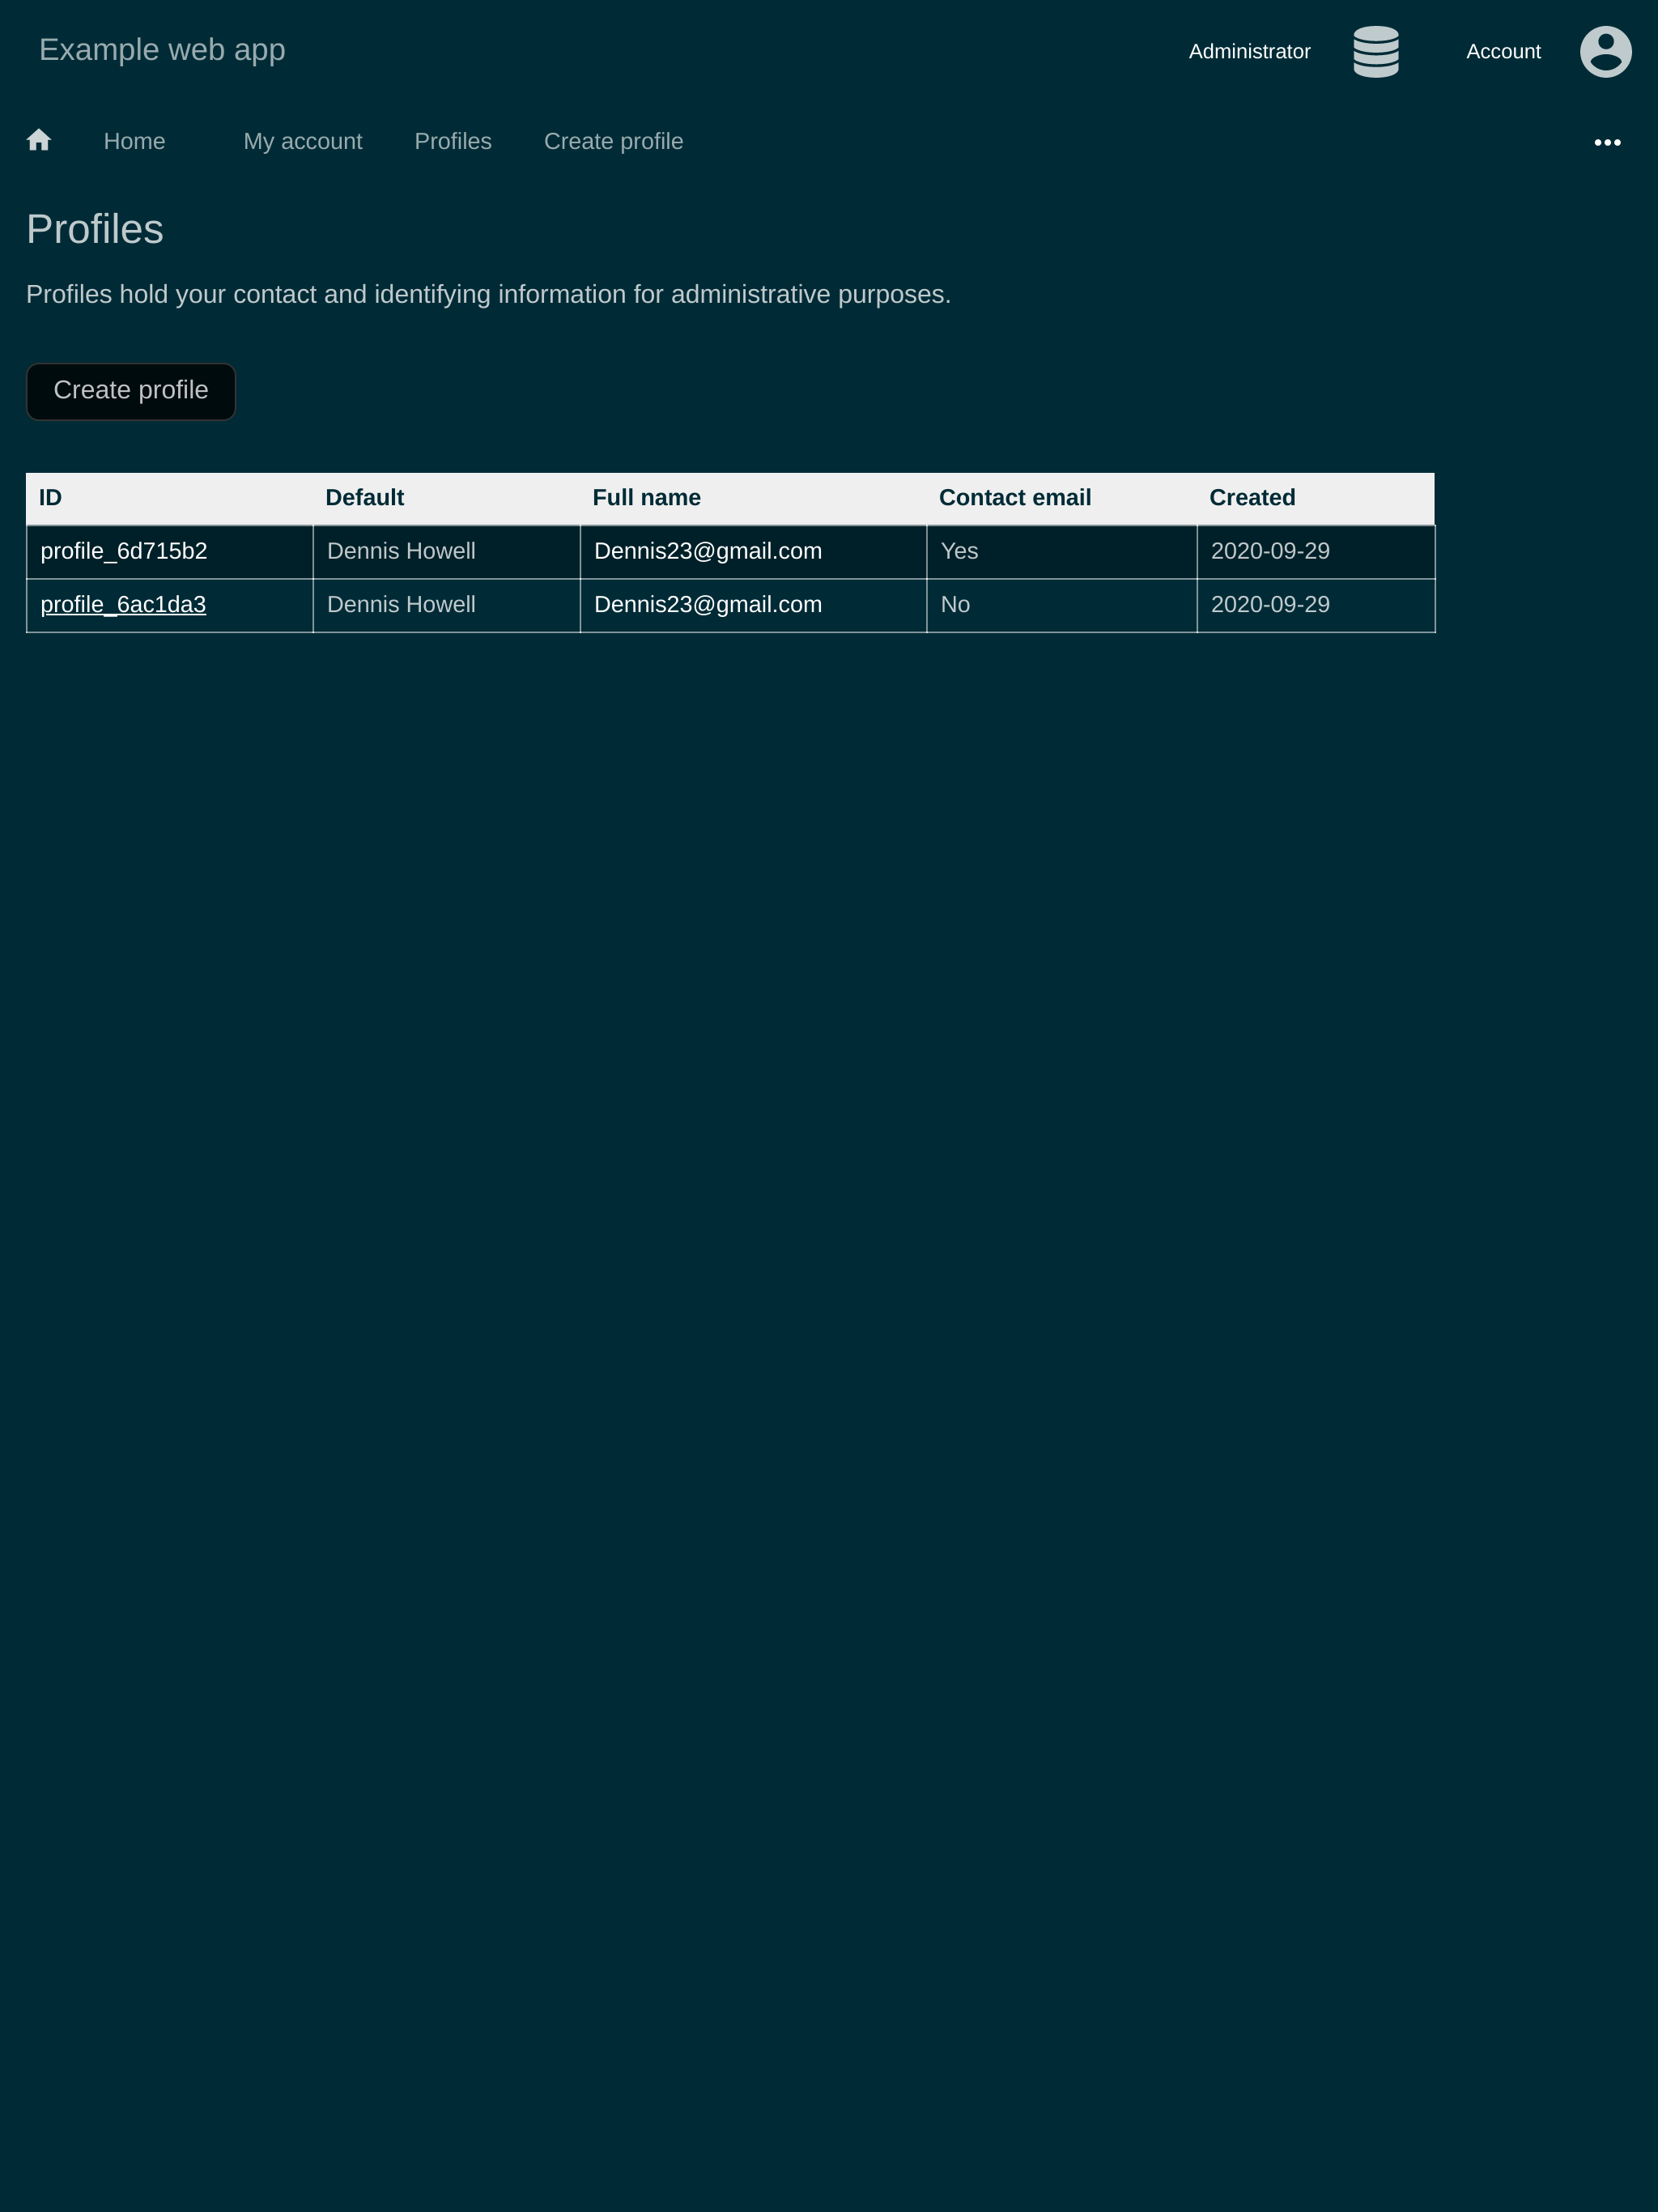 Example web app
Administrator
Account
Home My account Profiles Create profile
Profiles
Profiles hold your contact and identifying information for administrative purposes.
Create profile
ID Default Full name Contact email Created
profile_6d715b2 Dennis Howell Dennis23@gmail.com Yes 2020-09-29
profile_6ac1da3 Dennis Howell Dennis23@gmail.com No 2020-09-29